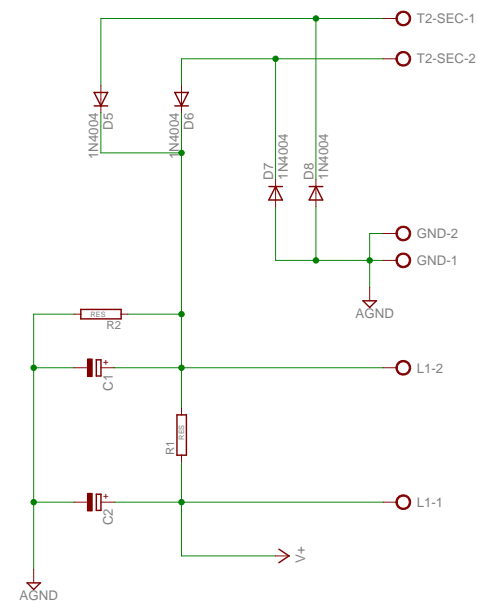 T2-SEC-1
T2-SEC-2
D5
1N4004
D6
1N4004
D7
1N4004
D8
1N4004
GND-2
GND-1
AGND
RES
R2
+
C1
L1-2
RES
R1
+
C2
L1-1
V+
AGND